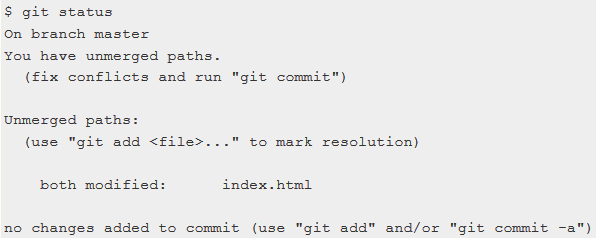 $ git status
On branch master
You have unmerged paths.
  (fix conflicts and run "git commit")

Unmerged paths:
  (use "git add <file>..." to mark resolution)

    both modified:      index.html

no changes added to commit (use "git add" and/or "git commit -a")